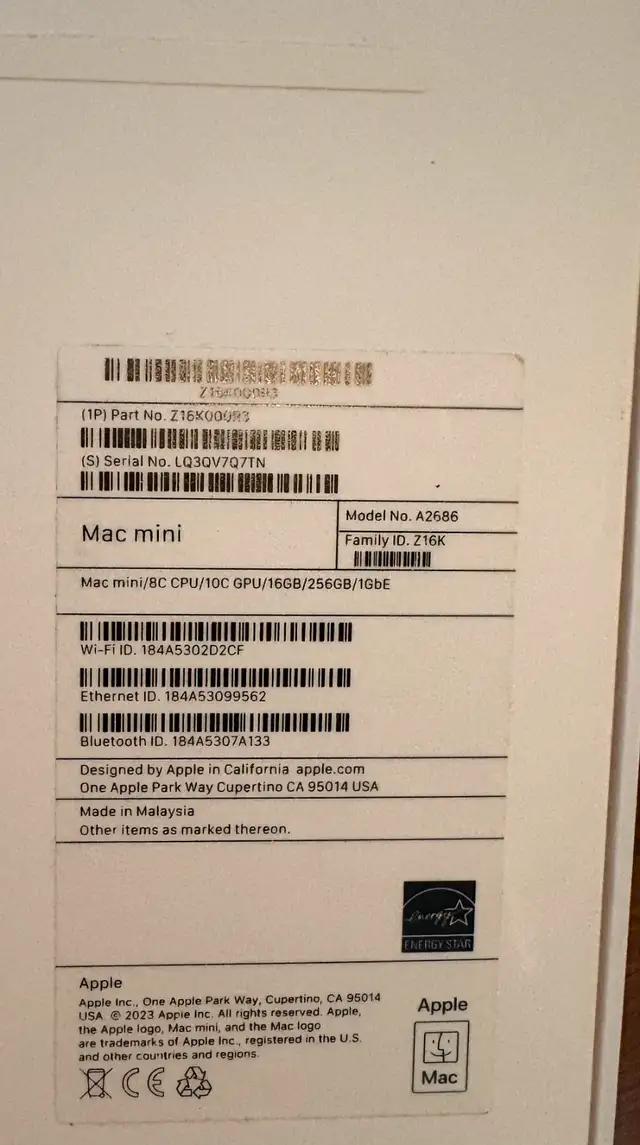 Z16K000R3
(1P) Part No. Z16K000R3
(S) Serial No. LQ3QV7Q7TN
Mac mini
Model No. A2686
Family ID. Z16K
Mac mini/8C CPU/10C GPU/16GB/256GB/1GbE
Wi-Fi ID. 184A5302D2CF
Ethernet ID. 184A53099562
Bluetooth ID. 184A5307A133
Designed by Apple in California apple.com
One Apple Park Way Cupertino CA 95014 USA
Made in Malaysia
Other items as marked thereon.
energy
ENERGY STAR
Apple
Apple Inc., One Apple Park Way, Cupertino, CA 95014
USA. © 2023 Apple Inc. All rights reserved. Apple,
the Apple logo, Mac mini, and the Mac logo
are trademarks of Apple Inc., registered in the U.S.
and other countries and regions.
CE
Apple
Mac